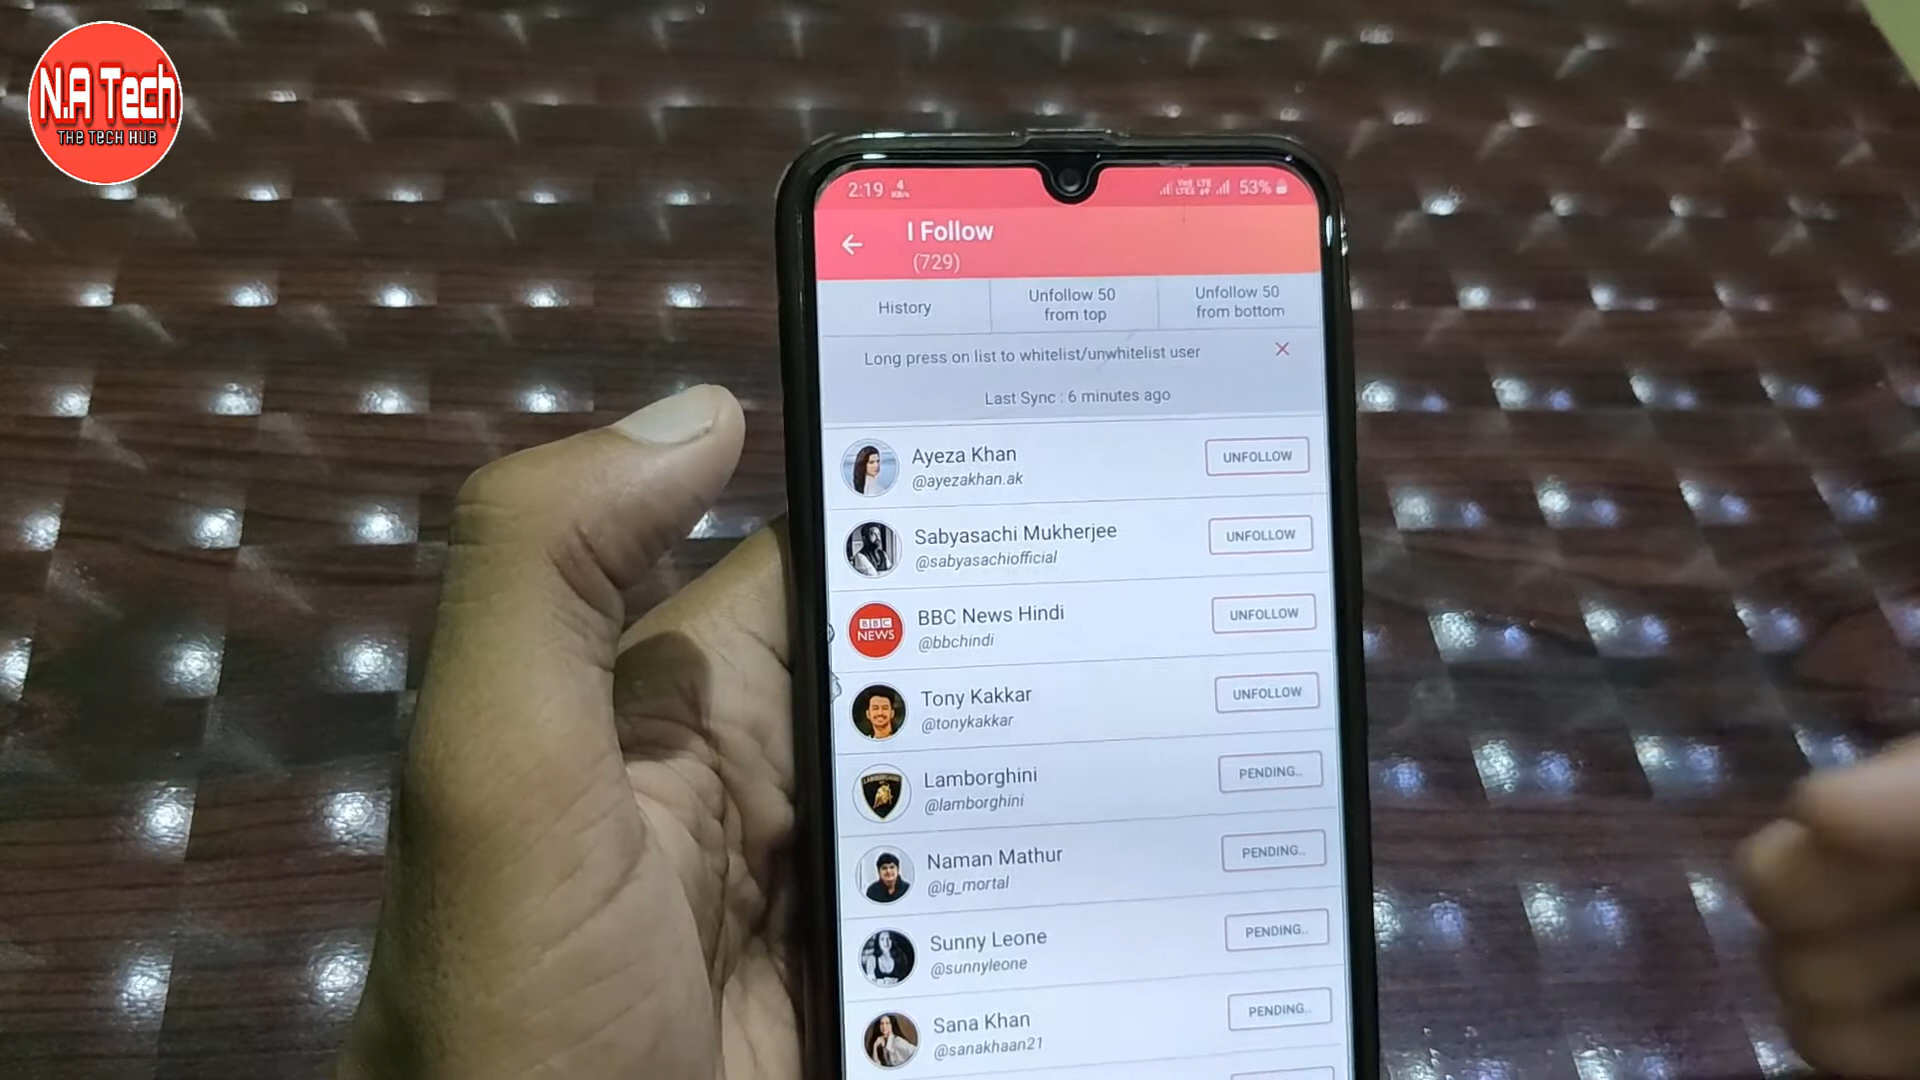 N.A Tech
THE TECH HUB
2:19
53%
I Follow
(729)
History
Unfollow 50
from top
Unfollow 50
from bottom
Long press on list to whitelist/unwhitelist user
Last Sync : 6 minutes ago
Ayeza Khan
@ayezakhan.ak
UNFOLLOW
Sabyasachi Mukherjee
@sabyasachiofficial
UNFOLLOW
BBC
NEWS
BBC News Hindi
@bbchindi
UNFOLLOW
Tony Kakkar
@tonykakkar
UNFOLLOW
Lamborghini
@lamborghini
PENDING..
Naman Mathur
@ig_mortal
PENDING..
Sunny Leone
@sunnyleone
PENDING..
Sana Khan
@sanakhaan21
PENDING..